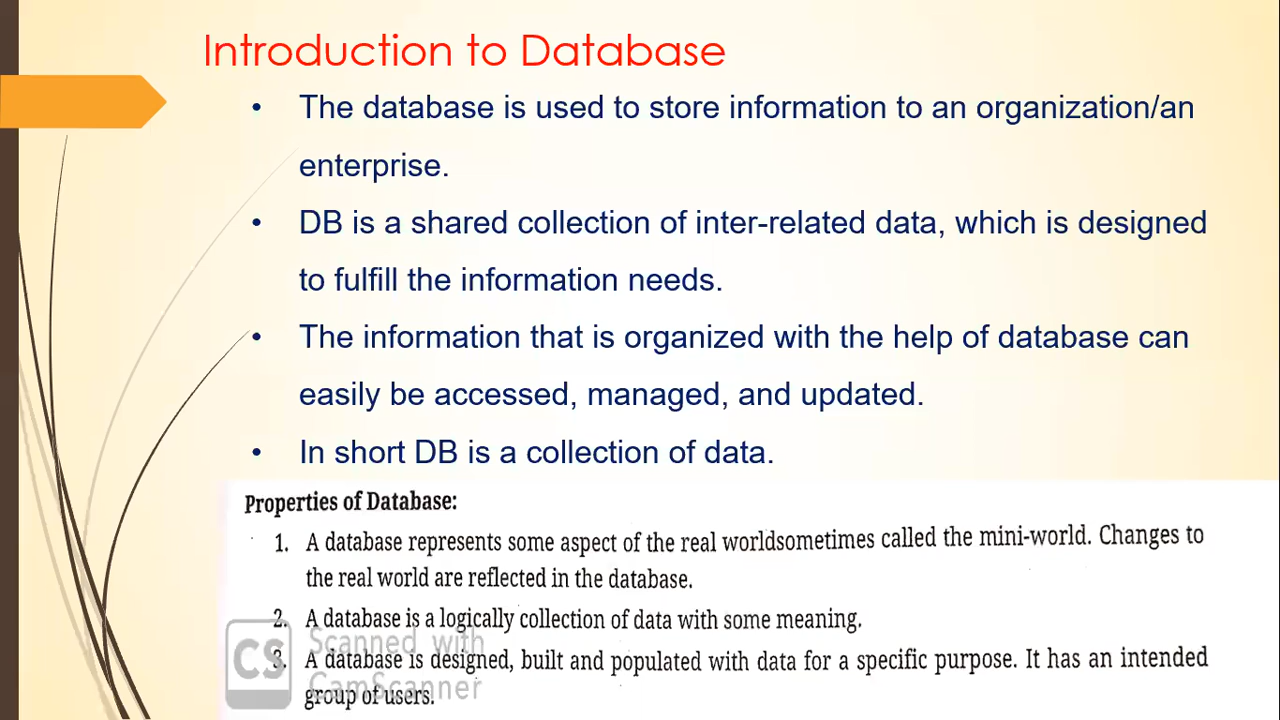 Introduction to Database
• The database is used to store information to an organization/an
enterprise.
• DB is a shared collection of inter-related data, which is designed
to fulfill the information needs.
• The information that is organized with the help of database can
easily be accessed, managed, and updated.
• In short DB is a collection of data.
Properties of Database:
1. A database represents some aspect of the real worldsometimes called the mini-world. Changes to
the real world are reflected in the database.
2. A database is a logically collection of data with some meaning.
3. A database is designed, built and populated with data for a specific purpose. It has an intended
group of users.
CS Scanned with
CamScanner